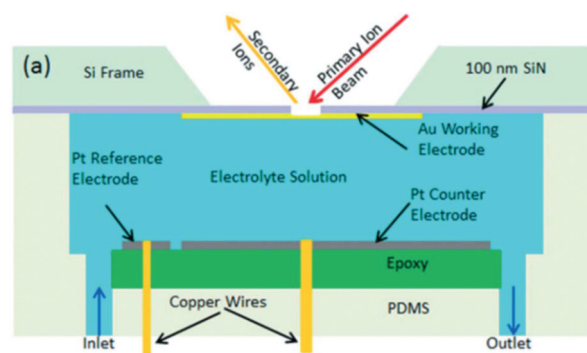 (a)
Si Frame
Secondary
Ions
Primary Ion
Beam
100 nm SiN
Au Working
Electrode
Pt Reference
Electrode
Electrolyte Solution
Pt Counter
Electrode
Epoxy
Copper Wires
PDMS
Inlet
Outlet